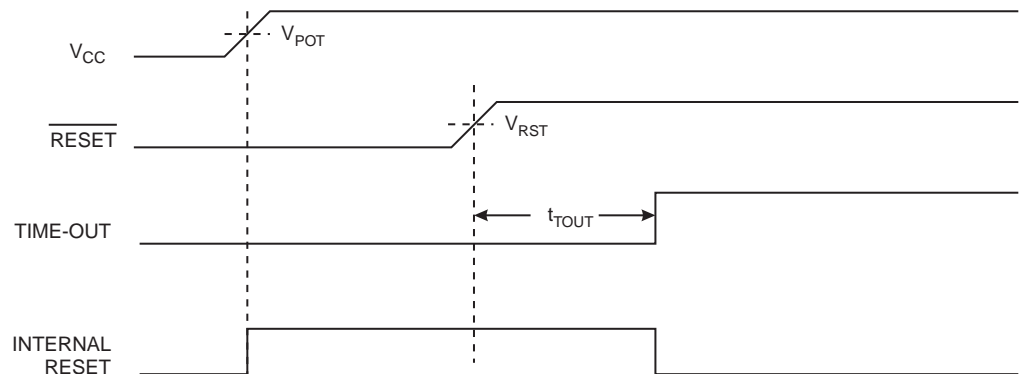 V_CC
V_POT
RESET
V_RST
TIME-OUT
t_TOUT
INTERNAL
RESET